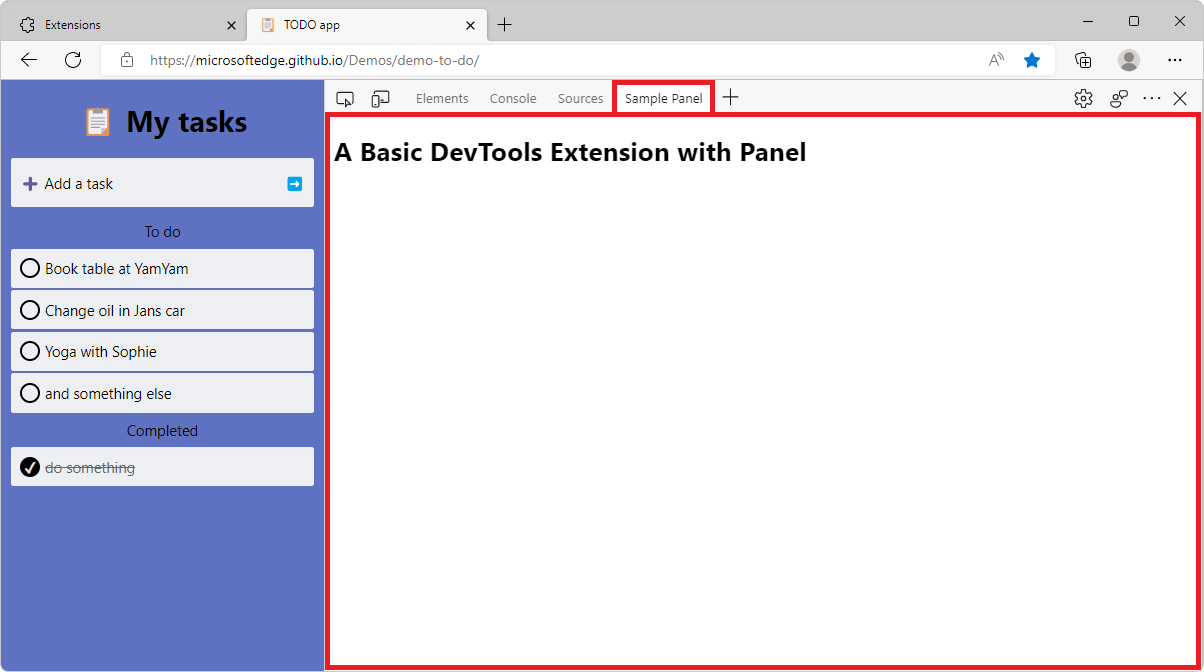 Extensions
TODO app
https://microsoftedge.github.io/Demos/demo-to-do/
My tasks
Add a task
To do
Book table at YamYam
Change oil in Jans car
Yoga with Sophie
and something else
Completed
do something
Elements Console Sources Sample Panel
A Basic DevTools Extension with Panel